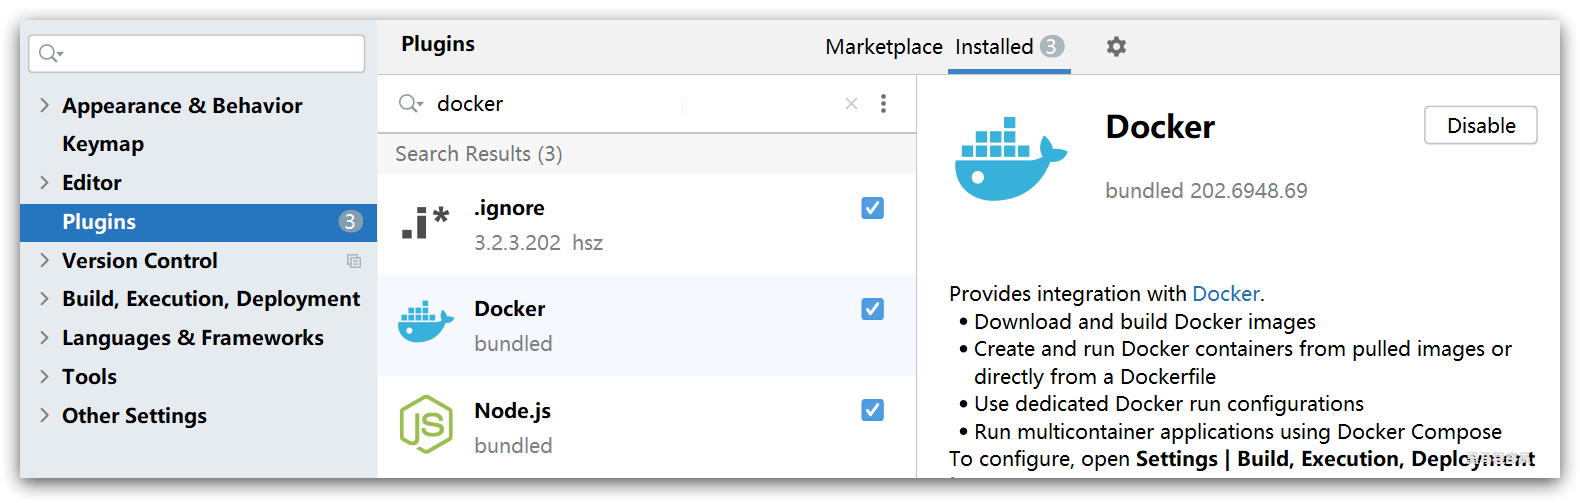 Plugins
Marketplace Installed 3
Appearance & Behavior
Keymap
Editor
Plugins 3
Version Control
Build, Execution, Deployment
Languages & Frameworks
Tools
Other Settings
docker
Search Results (3)
.i*
.ignore
3.2.3.202 hsz
Docker
bundled
JS
Node.js
bundled
Docker
Disable
bundled 202.6948.69
Provides integration with Docker.
• Download and build Docker images
• Create and run Docker containers from pulled images or
directly from a Dockerfile
• Use dedicated Docker run configurations
• Run multicontainer applications using Docker Compose
To configure, open Settings | Build, Execution, Deployment